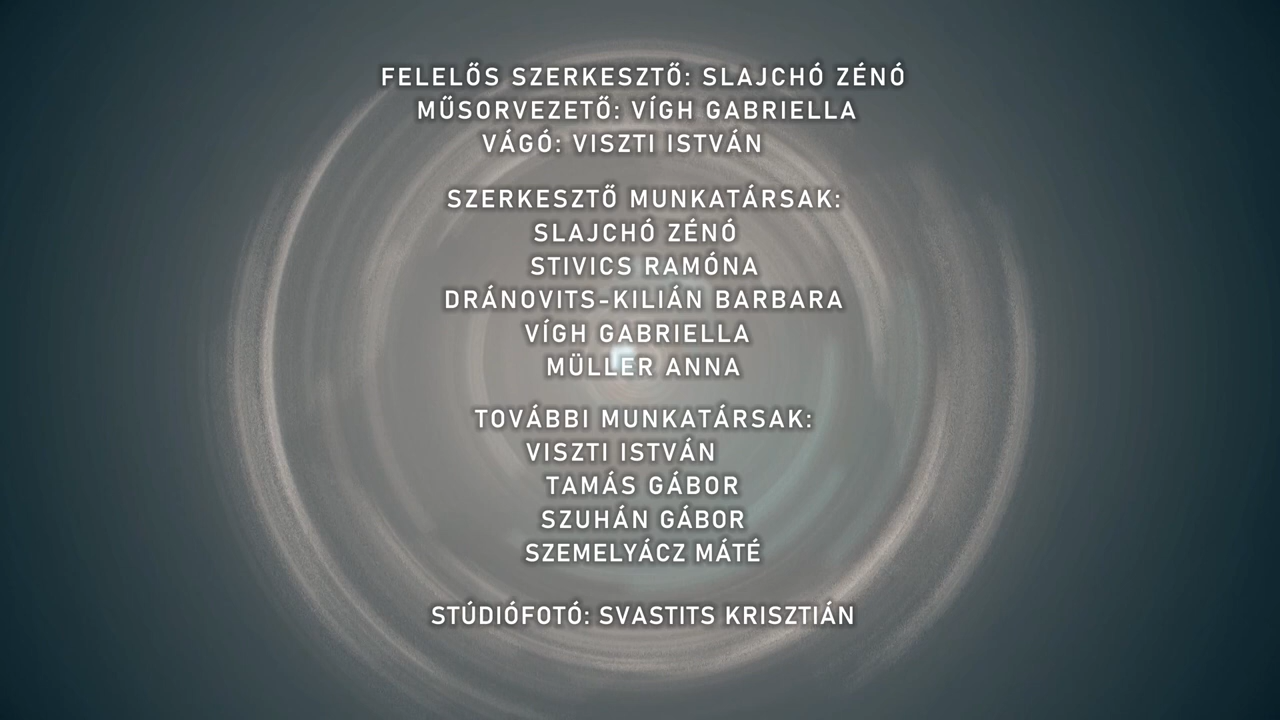 FELELŐS SZERKESZTŐ: SLAJCHÓ ZÉNÓ
MŰSORVEZETŐ: VÍGH GABRIELLA
VÁGÓ: VISZTI ISTVÁN
SZERKESZTŐ MUNKATÁRSAK:
SLAJCHÓ ZÉNÓ
STIVICS RAMÓNA
DRÁNOVITS-KILIÁN BARBARA
VÍGH GABRIELLA
MÜLLER ANNA
TOVÁBBI MUNKATÁRSAK:
VISZTI ISTVÁN
TAMÁS GÁBOR
SZUHÁN GÁBOR
SZEMELYÁCZ MÁTÉ
STÚDIÓFOTÓ: SVASTITS KRISZTIÁN